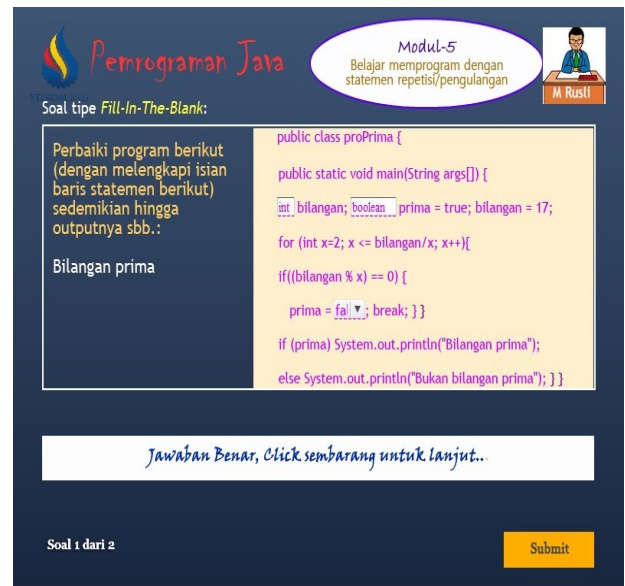 Pemrograman Java
Modul-5
Belajar memprogram dengan
statemen repetisi/pengulangan
M Rusli
Soal tipe Fill-In-The-Blank:
Perbaiki program berikut
(dengan melengkapi isian
baris statemen berikut)
sedemikian hingga
outputnya sbb.:
Bilangan prima
public class proPrima {
public static void main(String args[]) {
int bilangan; boolean prima = true; bilangan = 17;
for (int x=2; x <= bilangan/x; x++){
if((bilangan % x) == 0) {
prima = fal ; break; } }
if (prima) System.out.println("Bilangan prima");
else System.out.println("Bukan bilangan prima"); } }
Jawaban Benar, Click sembarang untuk lanjut..
Soal 1 dari 2
Submit